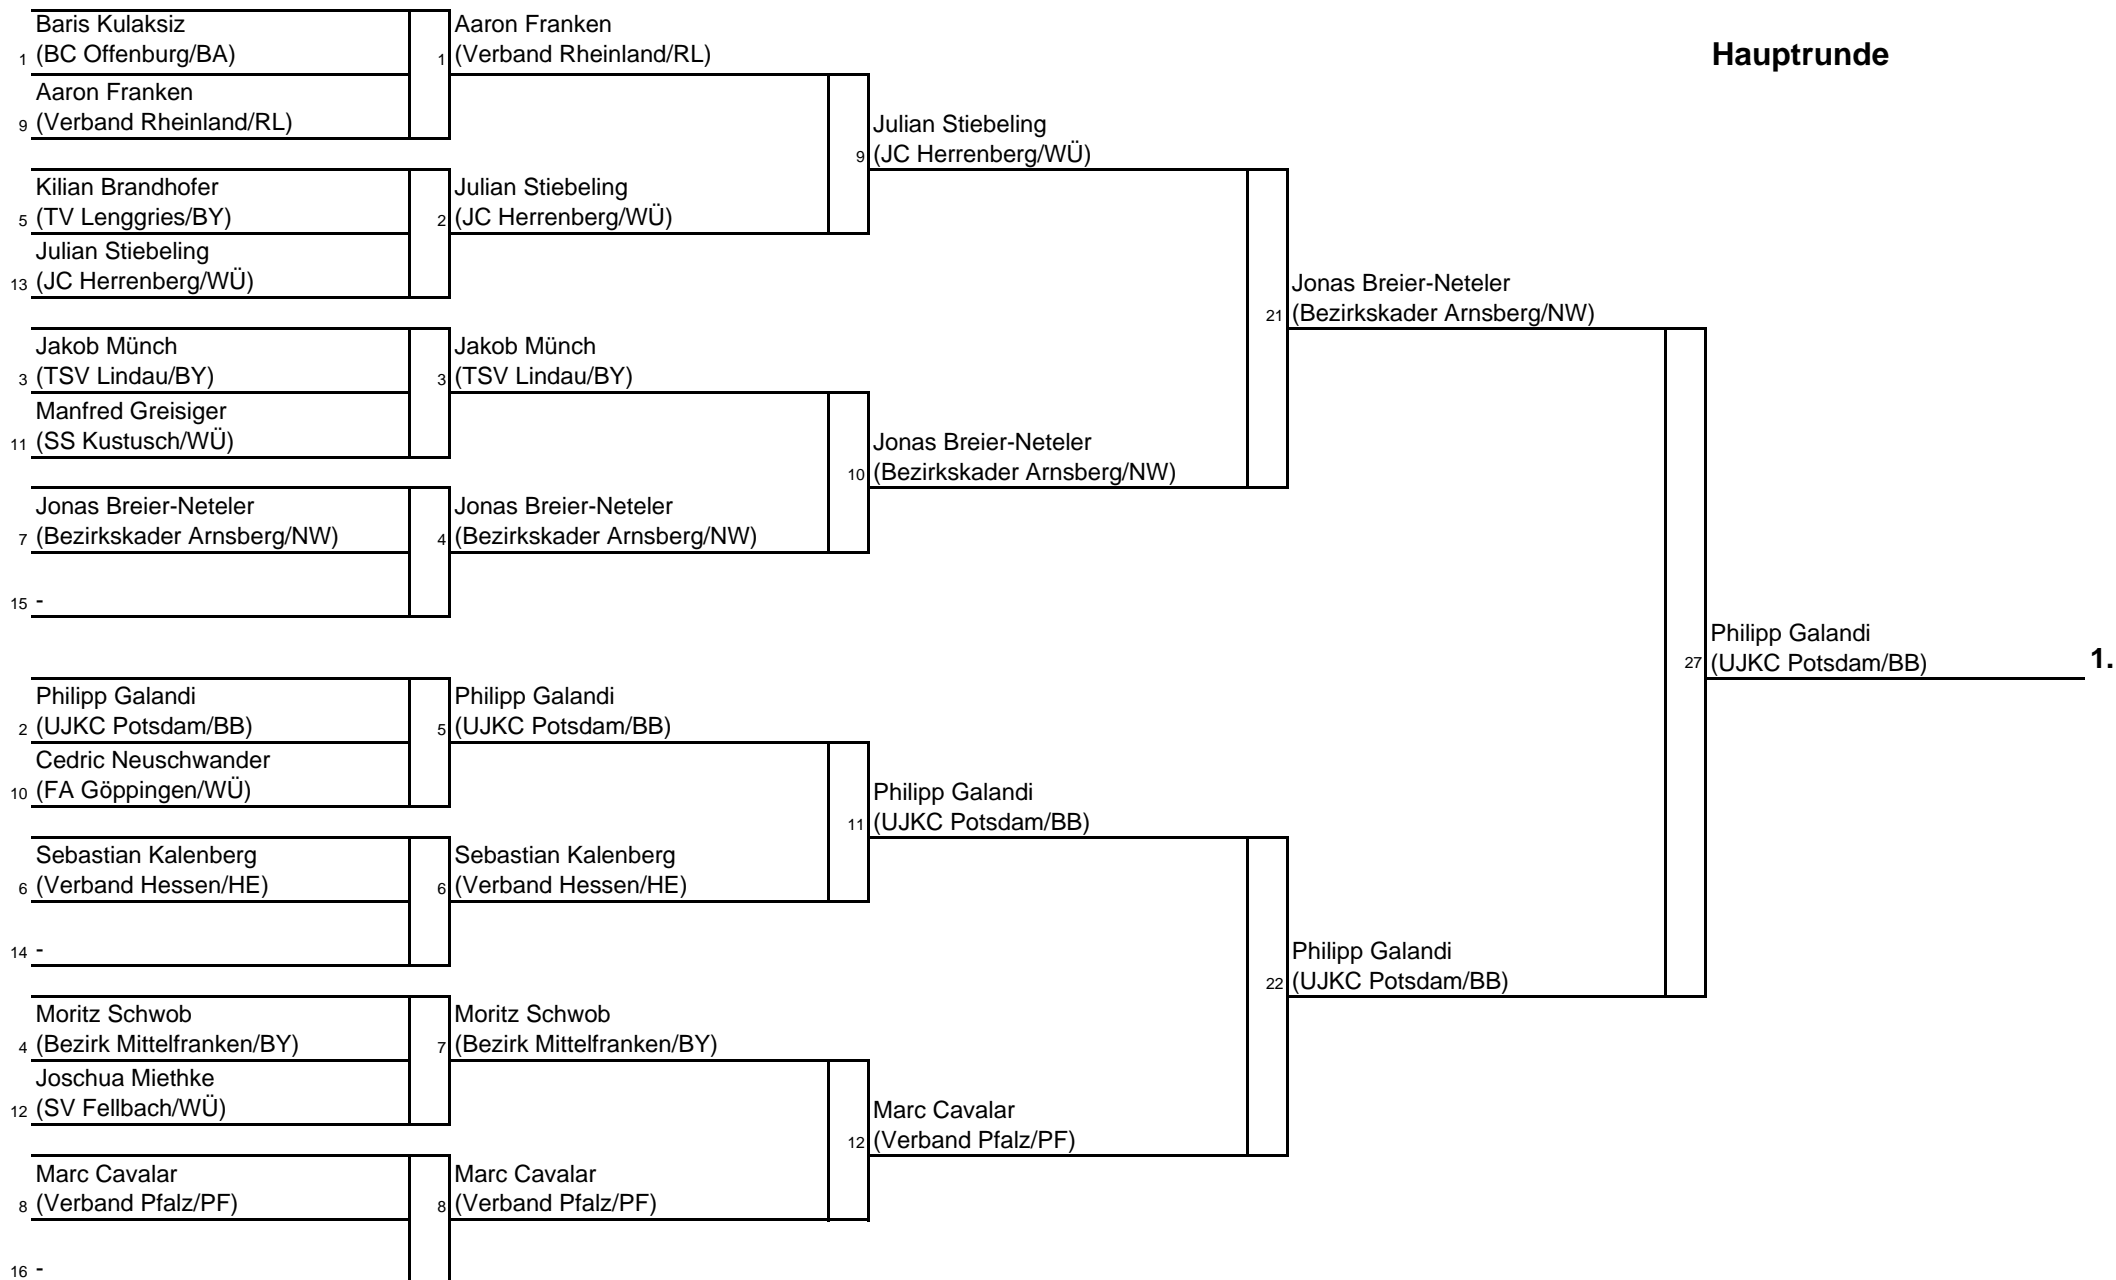 Hauptrunde
Baris Kulaksiz
1 (BC Offenburg/BA)
Aaron Franken
9 (Verband Rheinland/RL)
Kilian Brandhofer
5 (TV Lenggries/BY)
Julian Stiebeling
13 (JC Herrenberg/WÜ)
Jakob Münch
3 (TSV Lindau/BY)
Manfred Greisiger
11 (SS Kustusch/WÜ)
Jonas Breier-Neteler
7 (Bezirkskader Arnsberg/NW)
15 -
Philipp Galandi
2 (UJKC Potsdam/BB)
Cedric Neuschwander
10 (FA Göppingen/WÜ)
Sebastian Kalenberg
6 (Verband Hessen/HE)
14 -
Moritz Schwob
4 (Bezirk Mittelfranken/BY)
Joschua Miethke
12 (SV Fellbach/WÜ)
Marc Cavalar
8 (Verband Pfalz/PF)
16 -
Aaron Franken
1 (Verband Rheinland/RL)
Julian Stiebeling
2 (JC Herrenberg/WÜ)
Jakob Münch
3 (TSV Lindau/BY)
Jonas Breier-Neteler
4 (Bezirkskader Arnsberg/NW)
Philipp Galandi
5 (UJKC Potsdam/BB)
Sebastian Kalenberg
6 (Verband Hessen/HE)
Moritz Schwob
7 (Bezirk Mittelfranken/BY)
Marc Cavalar
8 (Verband Pfalz/PF)
Julian Stiebeling
9 (JC Herrenberg/WÜ)
Jonas Breier-Neteler
10 (Bezirkskader Arnsberg/NW)
Philipp Galandi
11 (UJKC Potsdam/BB)
Marc Cavalar
12 (Verband Pfalz/PF)
Jonas Breier-Neteler
21 (Bezirkskader Arnsberg/NW)
Philipp Galandi
22 (UJKC Potsdam/BB)
Philipp Galandi
27 (UJKC Potsdam/BB) 1.